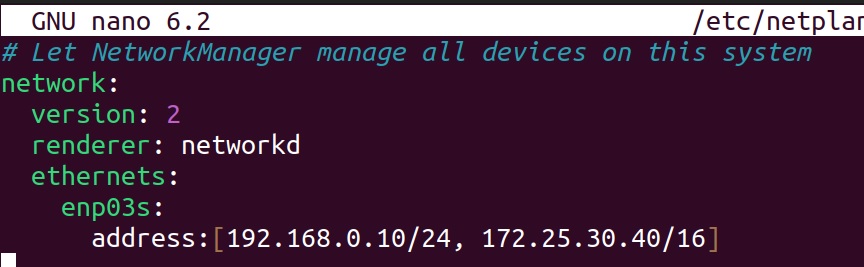 GNU nano 6.2 /etc/netplan
# Let NetworkManager manage all devices on this system
network:
  version: 2
  renderer: networkd
  ethernets:
    enp03s:
      address:[192.168.0.10/24, 172.25.30.40/16]